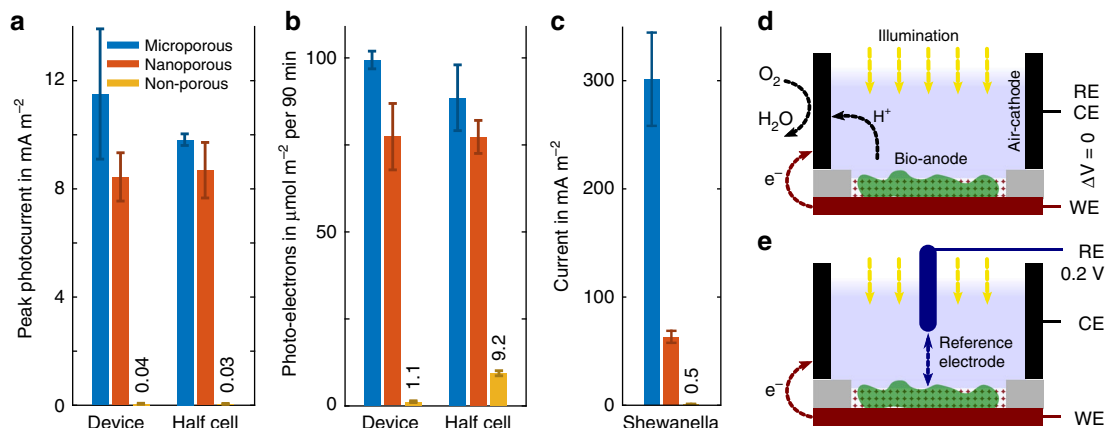 a
Peak photocurrent in mA m⁻²
12
8
4
0
Microporous
Nanoporous
Non-porous
0.04
0.03
Device
Half cell
b
Photo-electrons in µmol m⁻² per 90 min
100
50
0
1.1
9.2
Device
Half cell
c
Current in mA m⁻²
300
200
100
0
0.5
Shewanella
d
Illumination
O₂
H₂O
H⁺
Bio-anode
Air-cathode
e⁻
RE
CE
ΔV = 0
WE
e
RE
0.2 V
CE
Reference
electrode
e⁻
WE